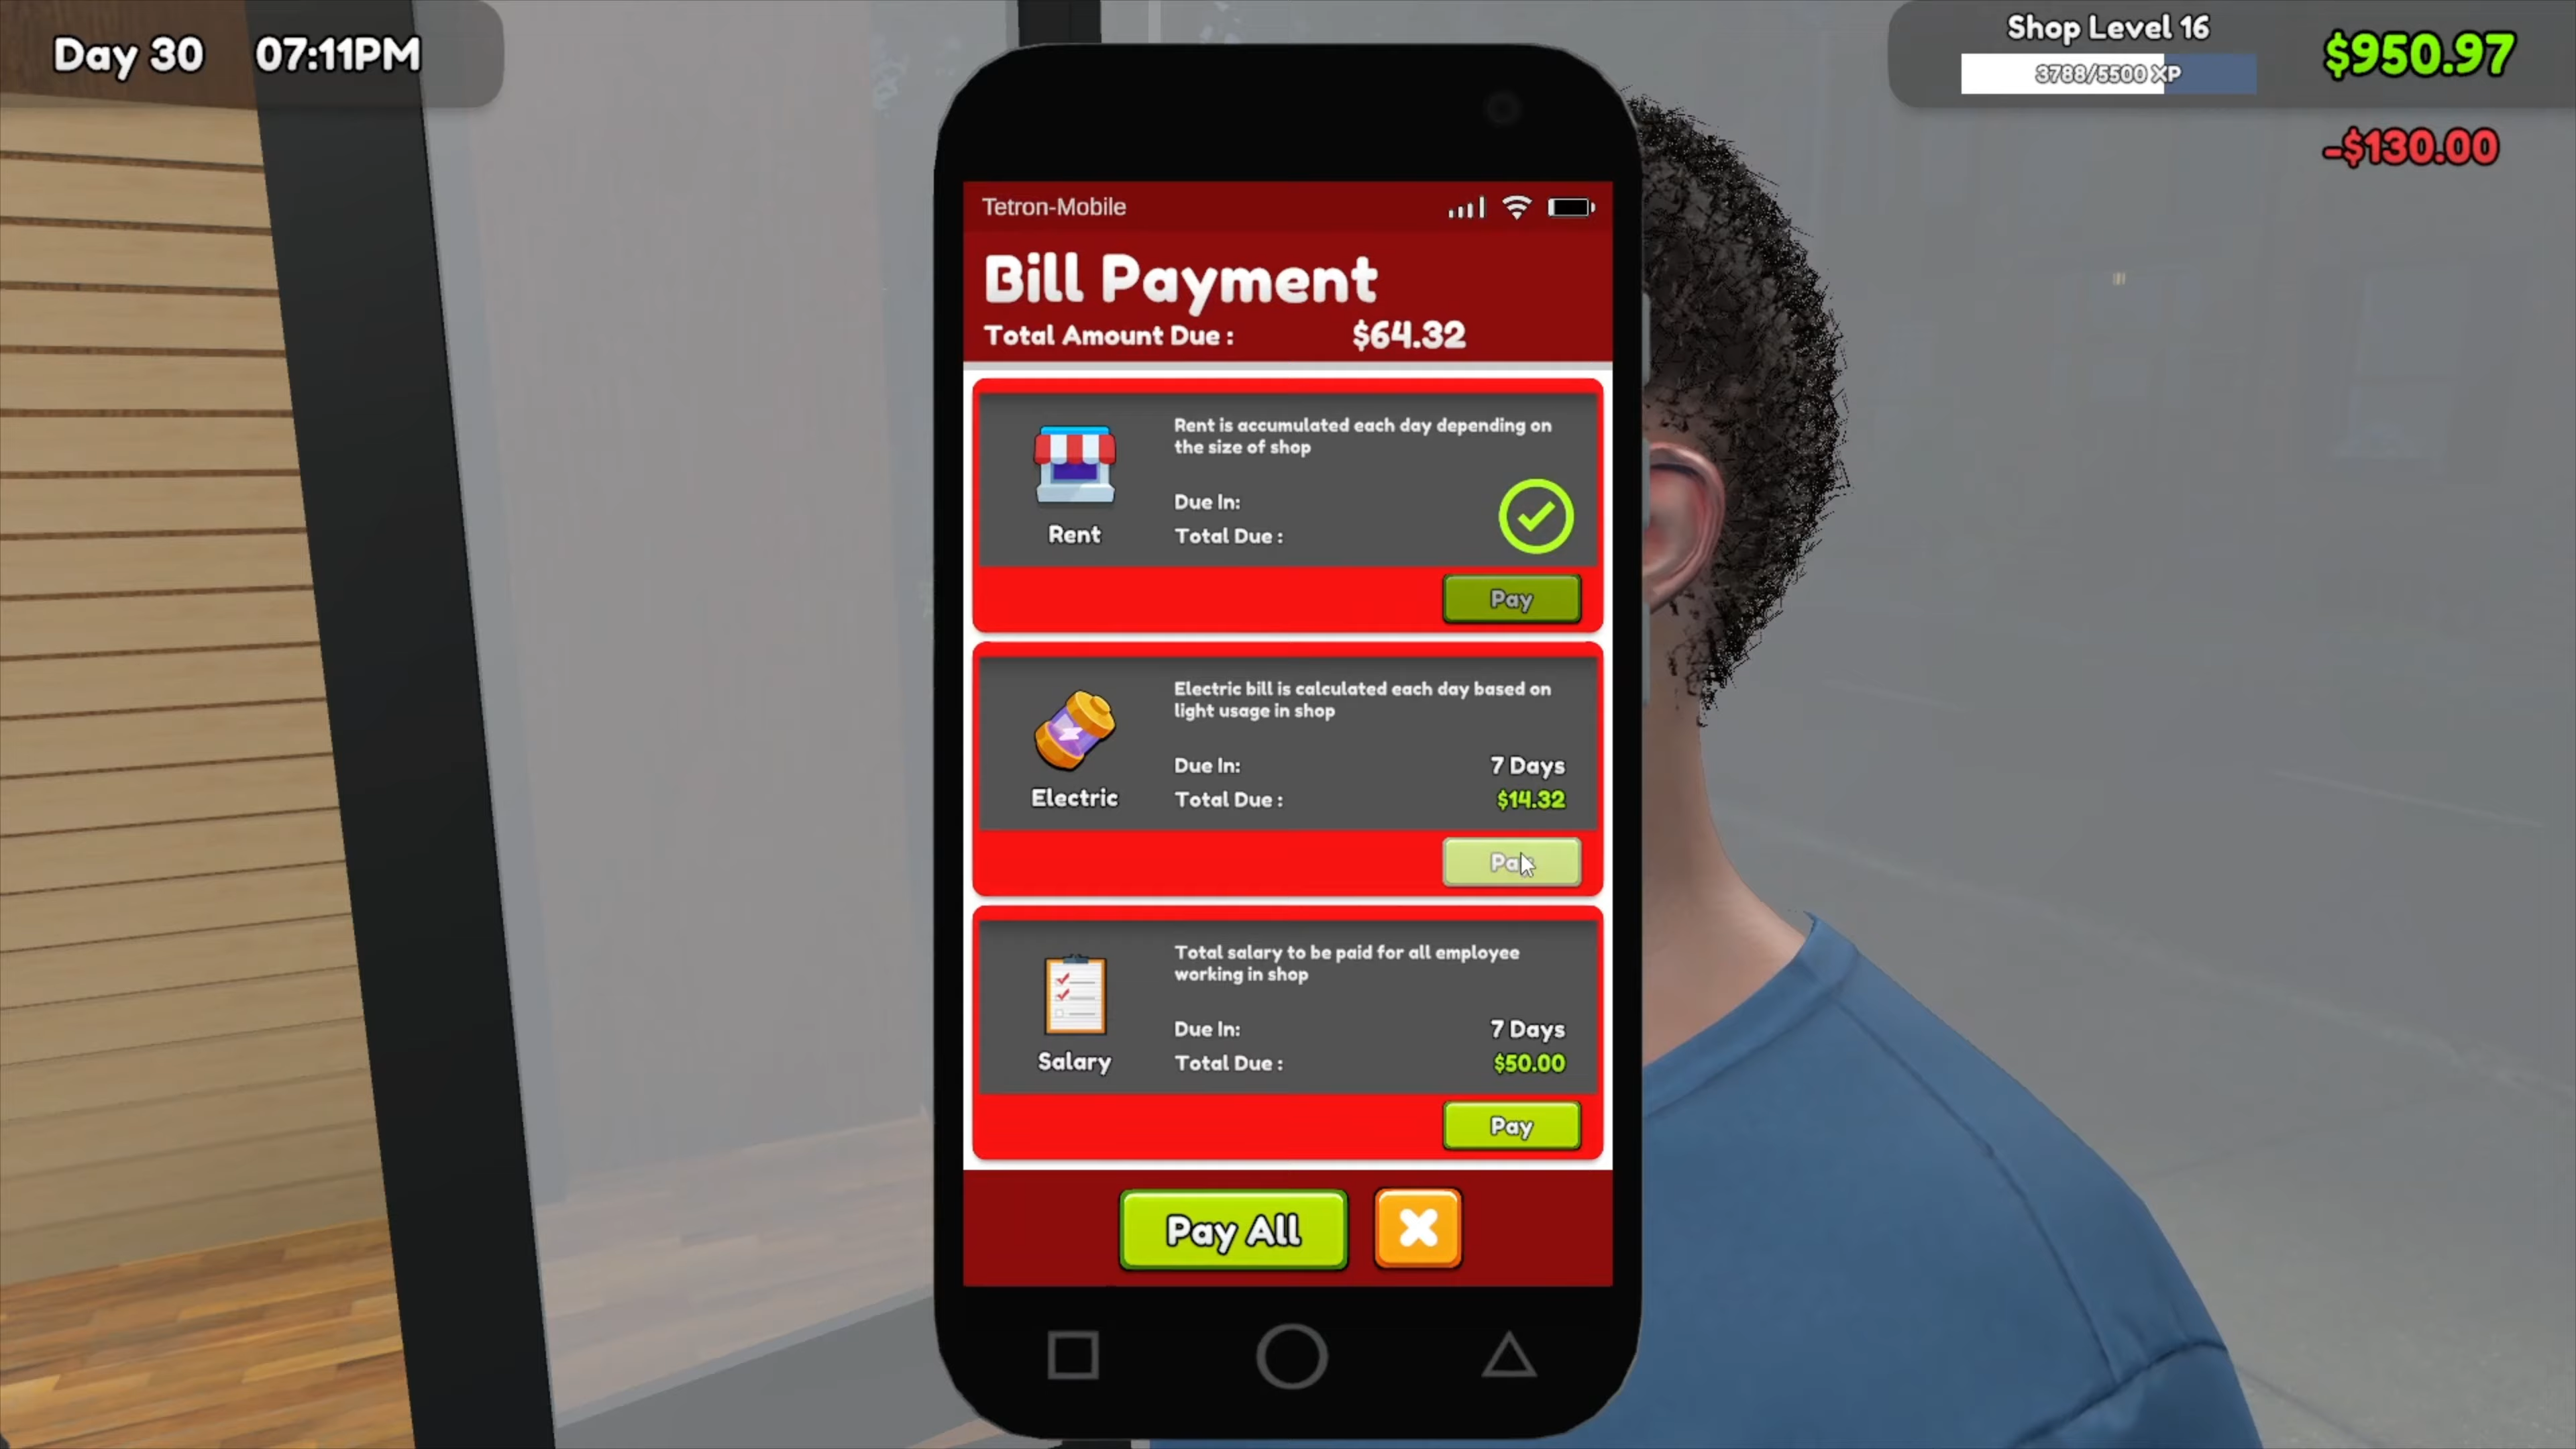 Day 30 07:11PM
Shop Level 16
3788/5500 XP
$950.97
-$130.00
Tetron-Mobile
Bill Payment
Total Amount Due : $64.32
Rent is accumulated each day depending on
the size of shop
Due In:
Total Due :
Rent
Pay
Electric bill is calculated each day based on
light usage in shop
Due In: 7 Days
Total Due : $14.32
Electric
Pay
Total salary to be paid for all employee
working in shop
Due In: 7 Days
Total Due : $50.00
Salary
Pay
Pay All